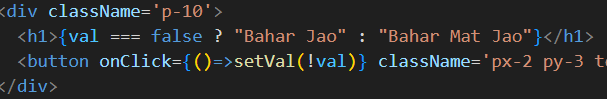 <div className='p-10'>
<h1>{val === false ? "Bahar Jao" : "Bahar Mat Jao"}</h1>
<button onClick={()=>setVal(!val)} className='px-2 py-3
</div>